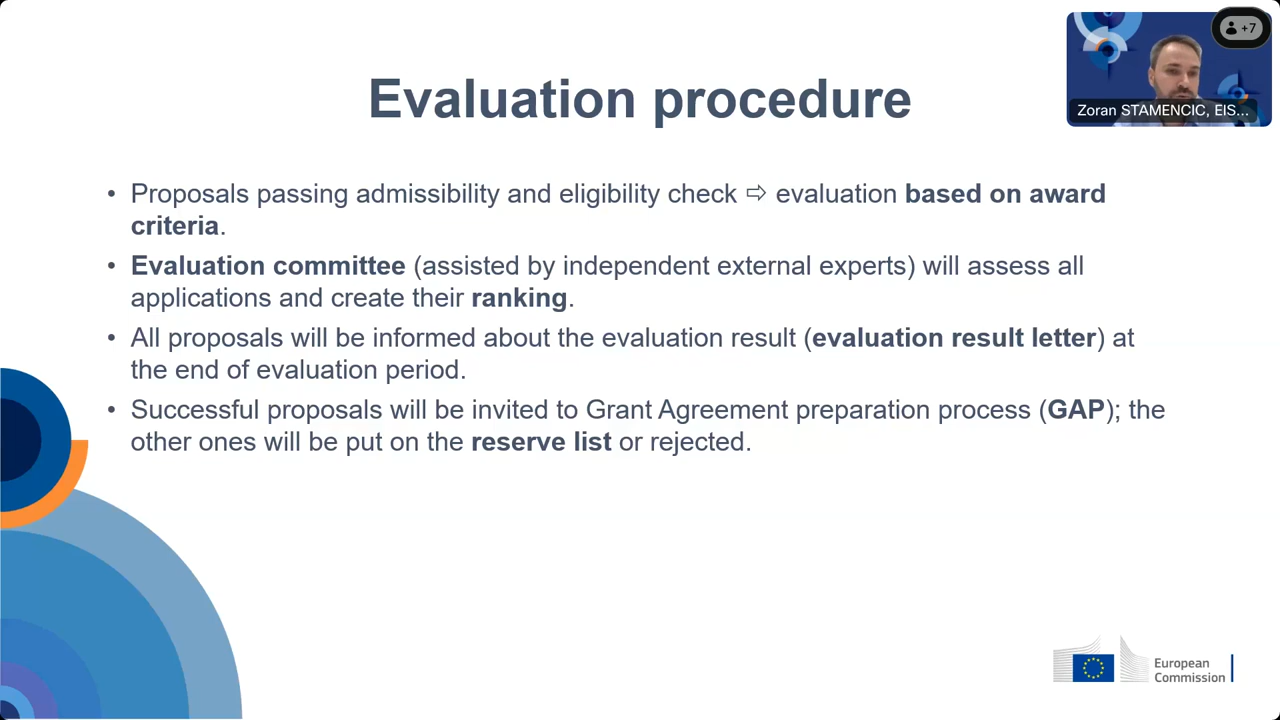 Evaluation procedure
+7
Zoran STAMENCIC, EIS...
• Proposals passing admissibility and eligibility check ⇨ evaluation based on award
criteria.
• Evaluation committee (assisted by independent external experts) will assess all
applications and create their ranking.
• All proposals will be informed about the evaluation result (evaluation result letter) at
the end of evaluation period.
• Successful proposals will be invited to Grant Agreement preparation process (GAP); the
other ones will be put on the reserve list or rejected.
European
Commission